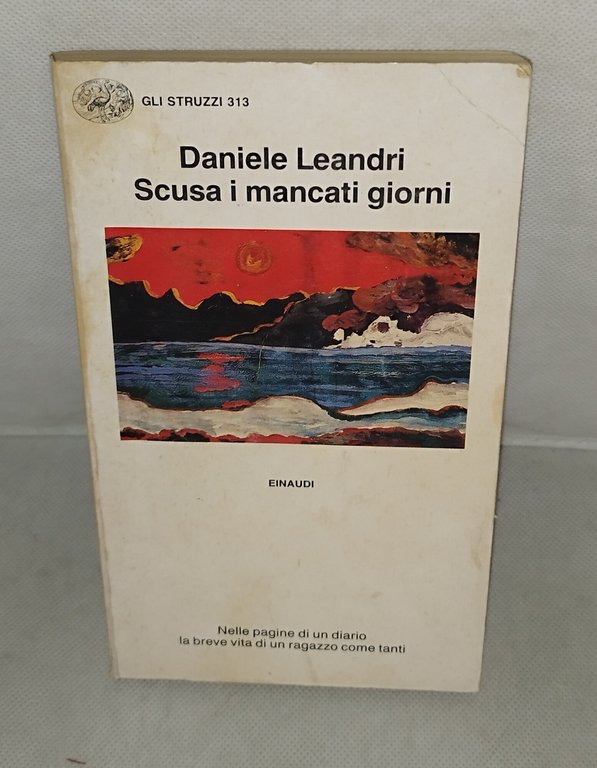 GLI STRUZZI 313
Daniele Leandri
Scusa i mancati giorni
EINAUDI
Nelle pagine di un diario
la breve vita di un ragazzo come tanti